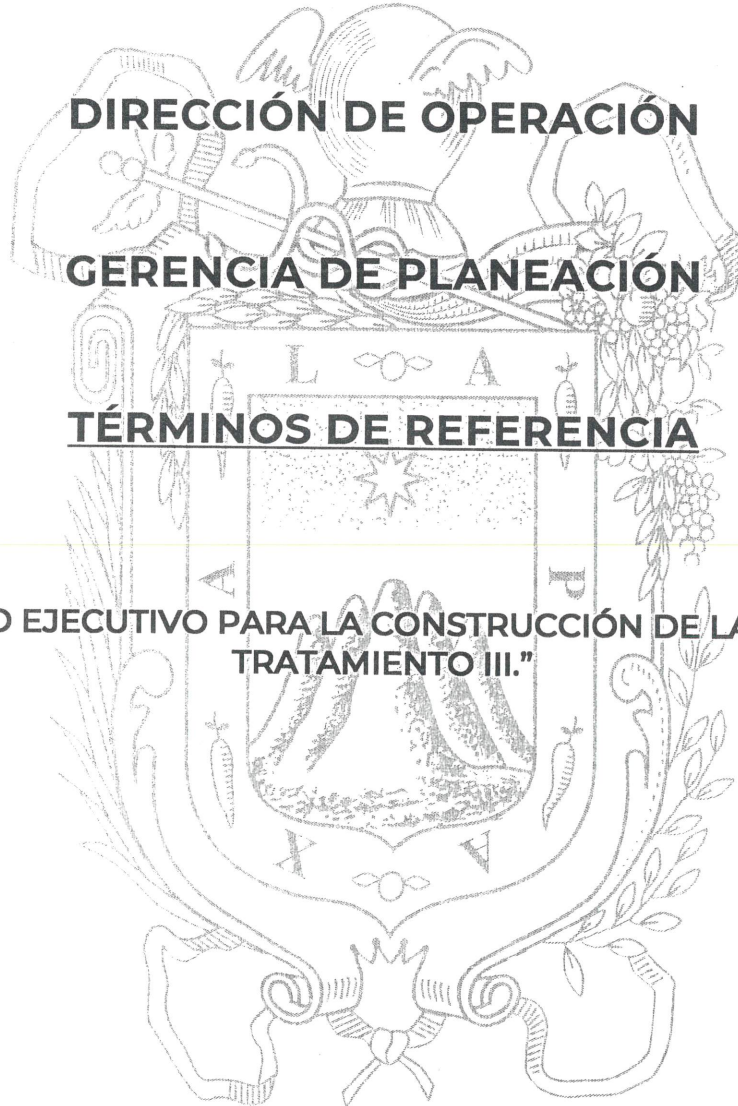 DIRECCIÓN DE OPERACIÓN
GERENCIA DE PLANEACIÓN
L A
TÉRMINOS DE REFERENCIA
A P
O EJECUTIVO PARA LA CONSTRUCCIÓN DE LA
TRATAMIENTO III.”
X A